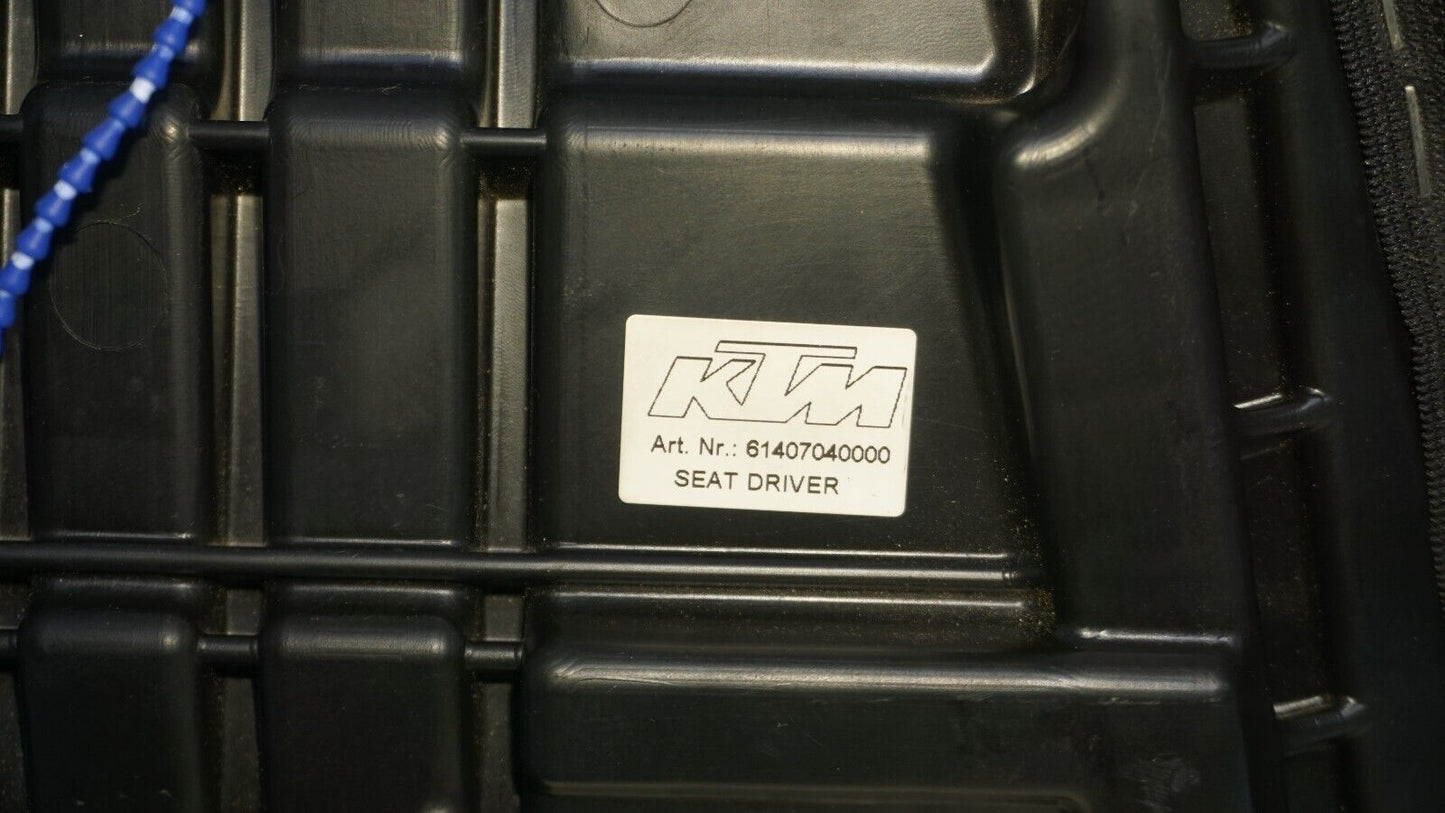 KTM
Art. Nr.: 61407040000
SEAT DRIVER